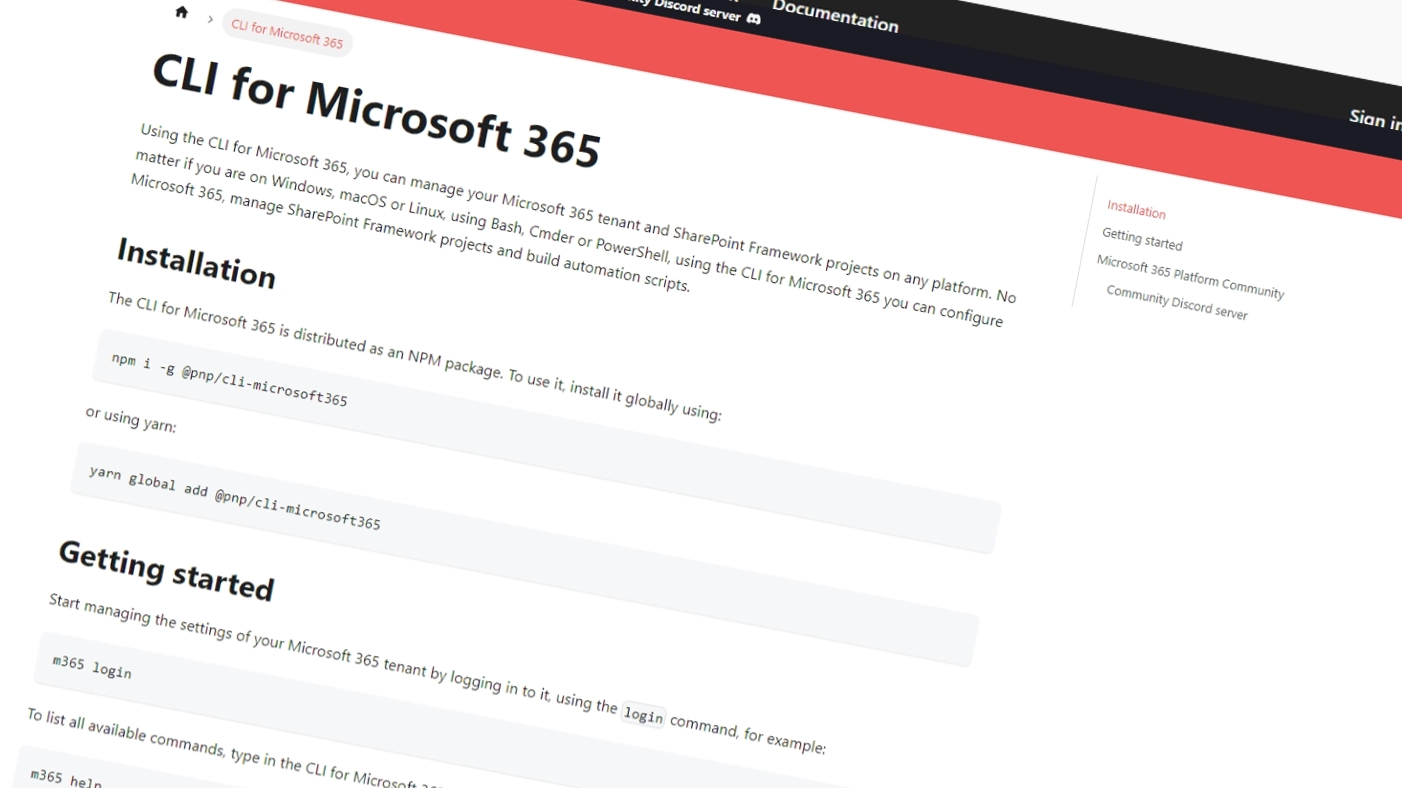 Documentation
Discord server
Sign
CLI for Microsoft 365
CLI for Microsoft 365
Using the CLI for Microsoft 365, you can manage your Microsoft 365 tenant and SharePoint Framework projects on any platform. No
matter if you are on Windows, macOS or Linux, using Bash, Cmder or PowerShell, using the CLI for Microsoft 365 you can configure
Microsoft 365, manage SharePoint Framework projects and build automation scripts.
Installation
The CLI for Microsoft 365 is distributed as an NPM package. To use it, install it globally using:
npm i -g @pnp/cli-microsoft365
or using yarn:
yarn global add @pnp/cli-microsoft365
Getting started
Start managing the settings of your Microsoft 365 tenant by logging in to it, using the login command, for example:
m365 login
To list all available commands, type in the CLI for Microsoft
m365 help
Installation
Getting started
Microsoft 365 Platform Community
Community Discord server